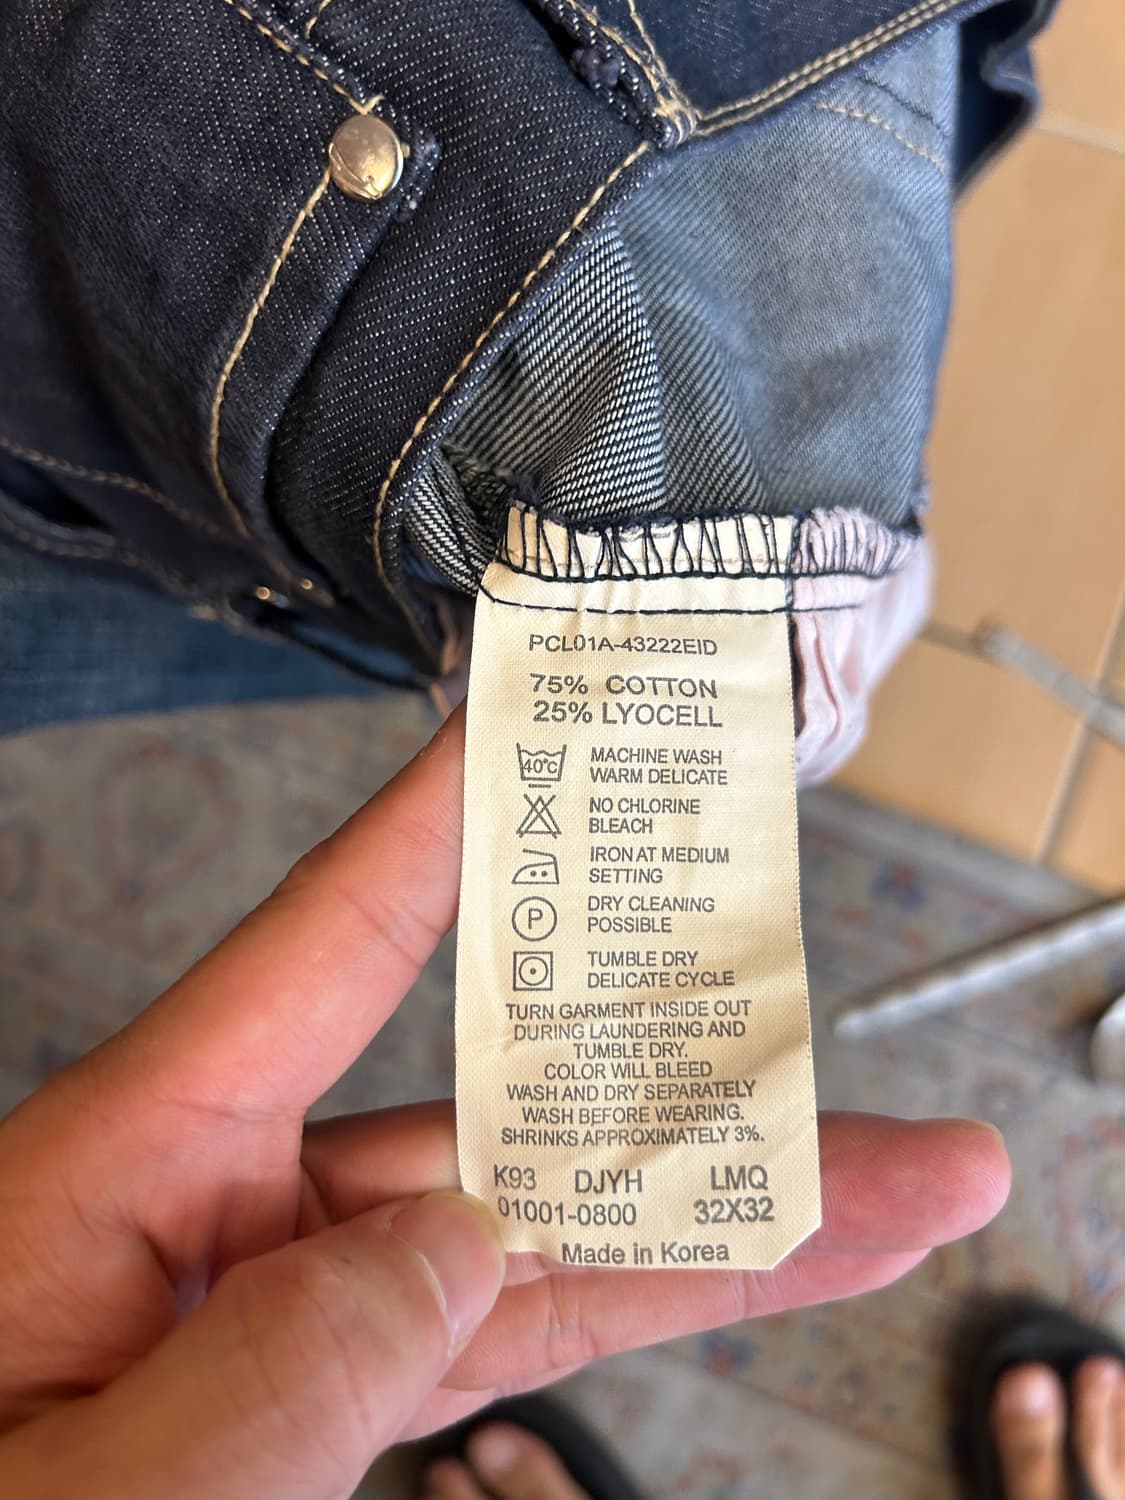 PCL01A-43222EID
75% COTTON
25% LYOCELL
40°C MACHINE WASH
WARM DELICATE
NO CHLORINE
BLEACH
IRON AT MEDIUM
SETTING
P DRY CLEANING
POSSIBLE
TUMBLE DRY
DELICATE CYCLE
TURN GARMENT INSIDE OUT
DURING LAUNDERING AND
TUMBLE DRY.
COLOR WILL BLEED
WASH AND DRY SEPARATELY
WASH BEFORE WEARING.
SHRINKS APPROXIMATELY 3%.
K93 DJYH LMQ
01001-0800 32X32
Made in Korea